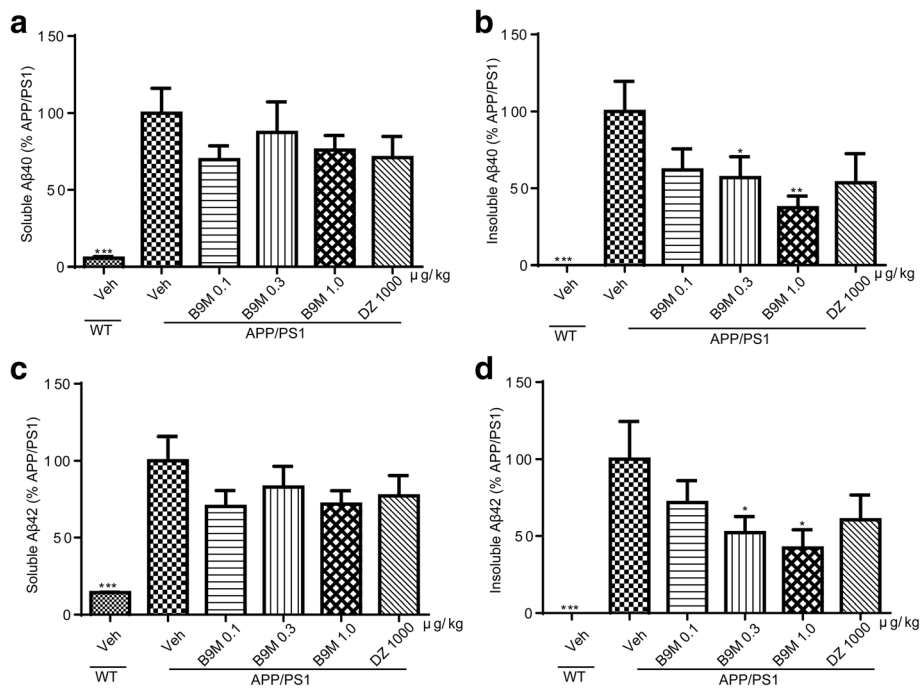 a
150
100
50
0
Soluble Aβ40 (% APP/PS1)
***
Veh
Veh
B9M 0.1
B9M 0.3
B9M 1.0
DZ 1000
μg/kg
WT
APP/PS1
b
150
100
50
0
Insoluble Aβ40 (% APP/PS1)
***
*
**
Veh
Veh
B9M 0.1
B9M 0.3
B9M 1.0
DZ 1000
μg/kg
WT
APP/PS1
c
150
100
50
0
Soluble Aβ42 (% APP/PS1)
***
Veh
Veh
B9M 0.1
B9M 0.3
B9M 1.0
DZ 1000
μg/kg
WT
APP/PS1
d
150
100
50
0
Insoluble Aβ42 (% APP/PS1)
***
*
*
Veh
Veh
B9M 0.1
B9M 0.3
B9M 1.0
DZ 1000
μg/kg
WT
APP/PS1